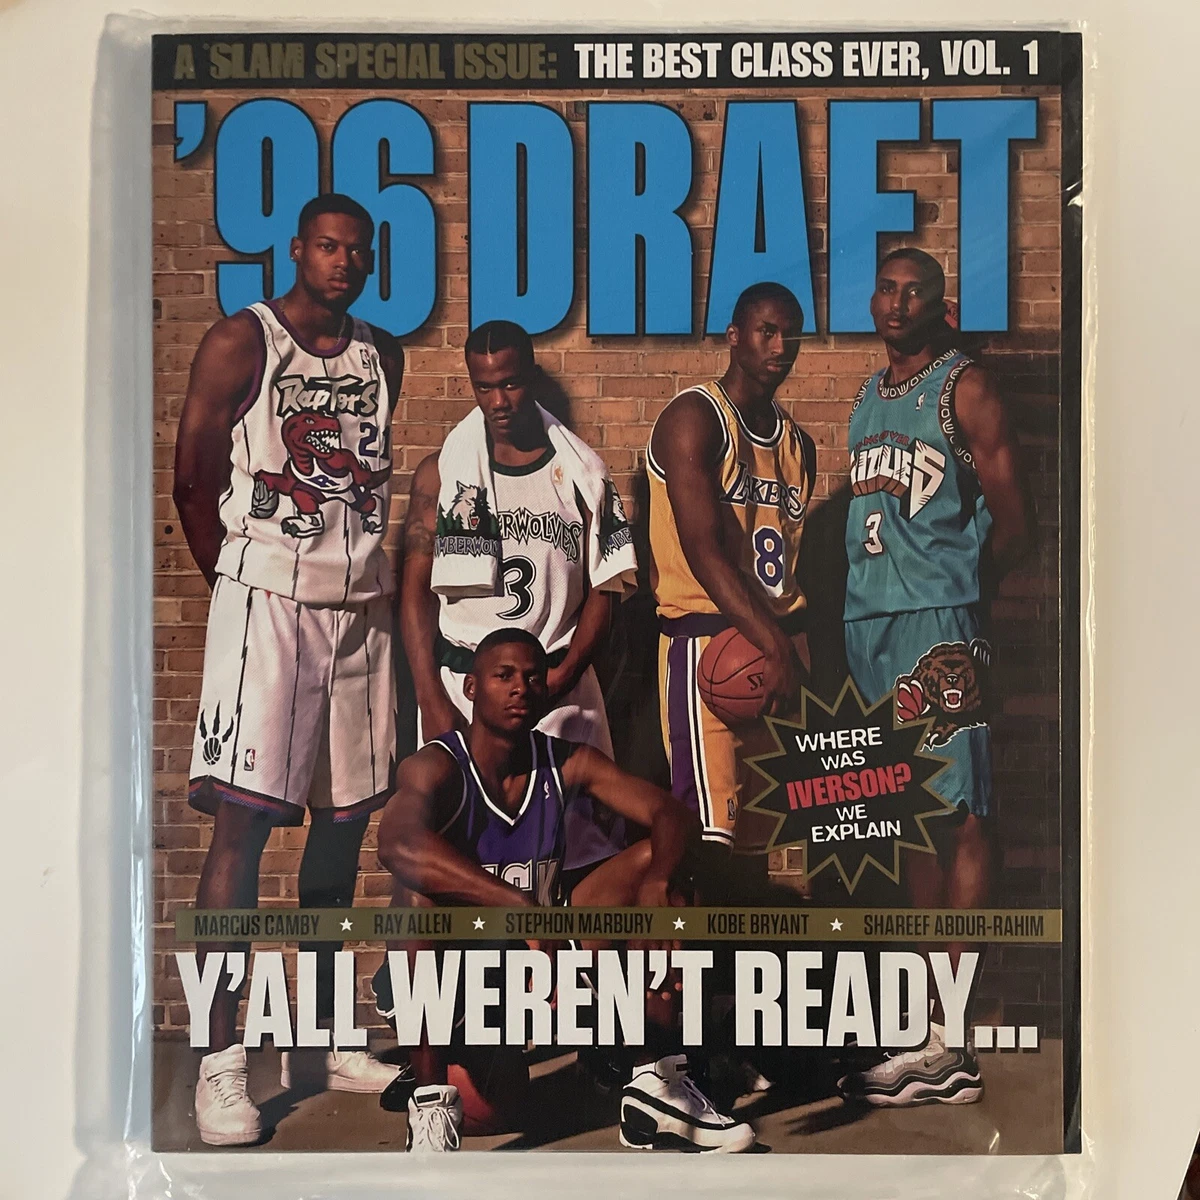 A SLAM SPECIAL ISSUE: THE BEST CLASS EVER, VOL. 1
'96 DRAFT
RAPTORS
21
TIMBERWOLVES
3
LAKERS
8
VANCOUVER
GRIZZLIES
3
WHERE
WAS
IVERSON?
WE
EXPLAIN
MARCUS CAMBY ★ RAY ALLEN ★ STEPHON MARBURY ★ KOBE BRYANT ★ SHAREEF ABDUR-RAHIM
Y'ALL WEREN'T READY...